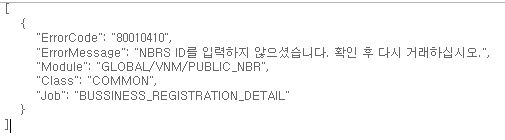 [
{
"ErrorCode": "80010410",
"ErrorMessage": "NBRS ID를 입력하지 않으셨습니다. 확인 후 다시 거래하십시오.",
"Module": "GLOBAL/VNM/PUBLIC_NBR",
"Class": "COMMON",
"Job": "BUSSINESS_REGISTRATION_DETAIL"
}
]